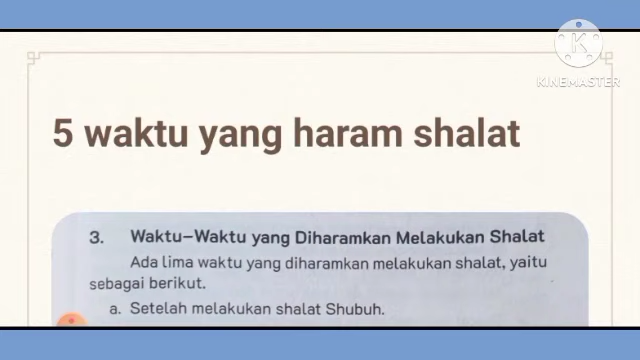 K
KINEMASTER
5 waktu yang haram shalat
3. Waktu-Waktu yang Diharamkan Melakukan Shalat
Ada lima waktu yang diharamkan melakukan shalat, yaitu
sebagai berikut.
a. Setelah melakukan shalat Shubuh.